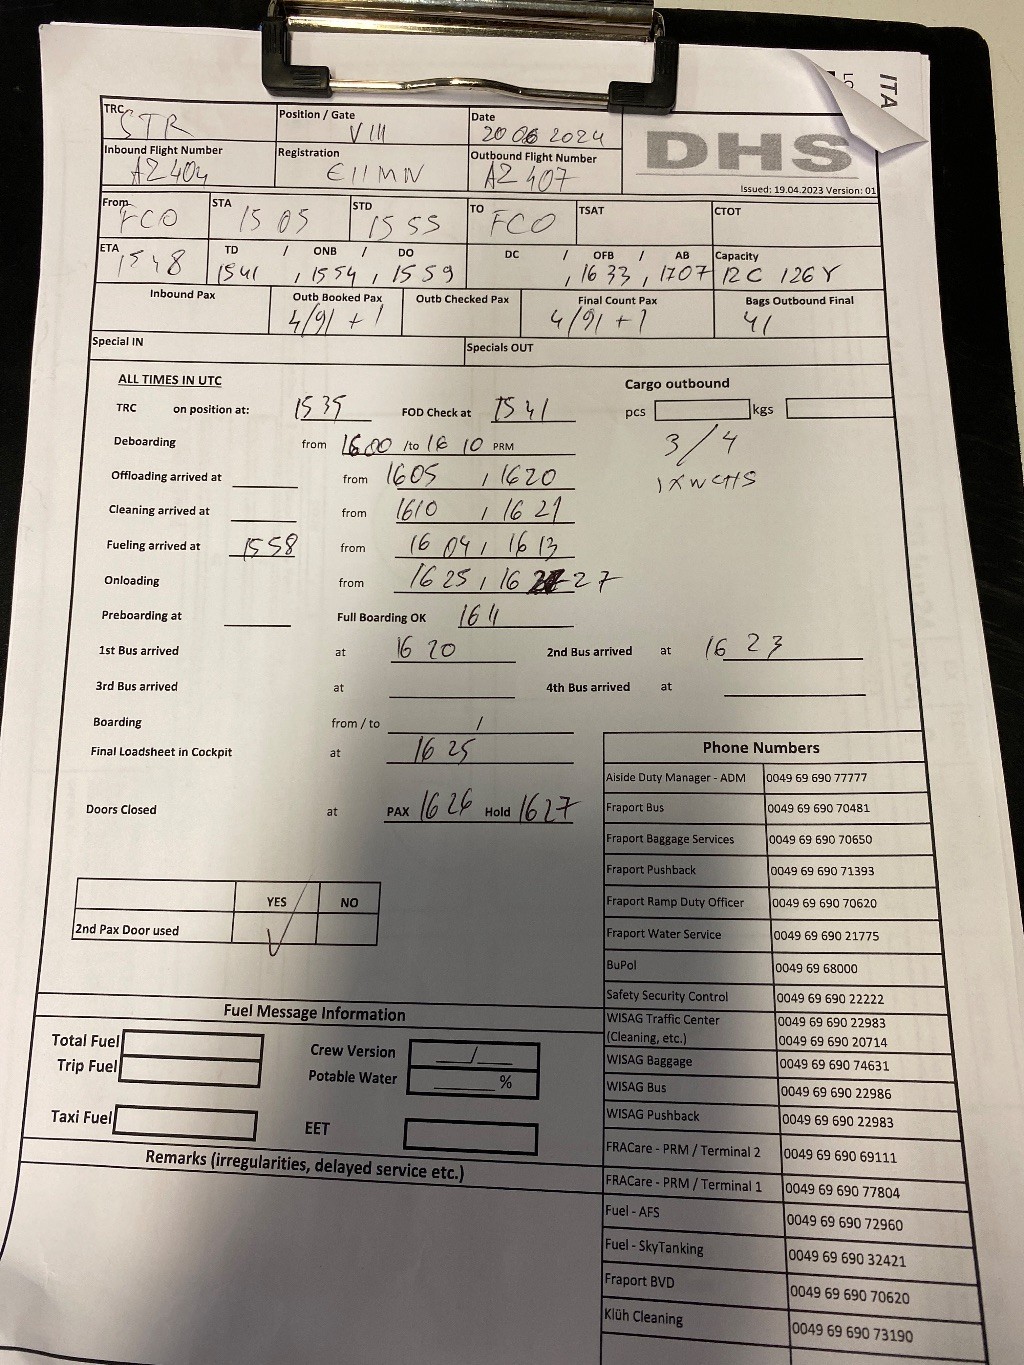 ITA
LO
TRC STR
Position / Gate V111
Date 20 06 2024
DHS
Issued: 19.04.2023 Version: 01
Inbound Flight Number AZ 404
Registration EIIMN
Outbound Flight Number AZ 407
From FCO
STA 15 05
STD 15 55
TO FCO
TSAT
CTOT
ETA 1548
TD / ONB / DO
1541 , 1554 , 1559
DC / OFB / AB
, 16 33 , 1707
Capacity 12C 126Y
Inbound Pax
Outb Booked Pax 4/91 + 1
Outb Checked Pax
Final Count Pax 4/91 + 1
Bags Outbound Final 41
Special IN
Specials OUT
ALL TIMES IN UTC
Cargo outbound
TRC on position at: 1535 FOD Check at 1541
pcs kgs
Deboarding from 1600 /to 16 10 PRM
3/4
Offloading arrived at from 1605 / 1620
1XWCHS
Cleaning arrived at from 1610 / 16 21
Fueling arrived at 1558 from 16 04 / 16 13
Onloading from 16 25 / 16 27
Preboarding at Full Boarding OK 1611
1st Bus arrived at 16 20 2nd Bus arrived at 16 23
3rd Bus arrived at 4th Bus arrived at
Boarding from / to /
Final Loadsheet in Cockpit at 16 25
Doors Closed at PAX 1626 Hold 1627
YES NO
2nd Pax Door used √
Fuel Message Information
Total Fuel
Trip Fuel
Crew Version /
Potable Water %
Taxi Fuel
EET
Remarks (irregularities, delayed service etc.)
Phone Numbers
Aiside Duty Manager - ADM 0049 69 690 77777
Fraport Bus 0049 69 690 70481
Fraport Baggage Services 0049 69 690 70650
Fraport Pushback 0049 69 690 71393
Fraport Ramp Duty Officer 0049 69 690 70620
Fraport Water Service 0049 69 690 21775
BuPol 0049 69 68000
Safety Security Control 0049 69 690 22222
WISAG Traffic Center 0049 69 690 22983
(Cleaning, etc.) 0049 69 690 20714
WISAG Baggage 0049 69 690 74631
WISAG Bus 0049 69 690 22986
WISAG Pushback 0049 69 690 22983
FRACare - PRM / Terminal 2 0049 69 690 69111
FRACare - PRM / Terminal 1 0049 69 690 77804
Fuel - AFS 0049 69 690 72960
Fuel - SkyTanking 0049 69 690 32421
Fraport BVD 0049 69 690 70620
Klüh Cleaning 0049 69 690 73190